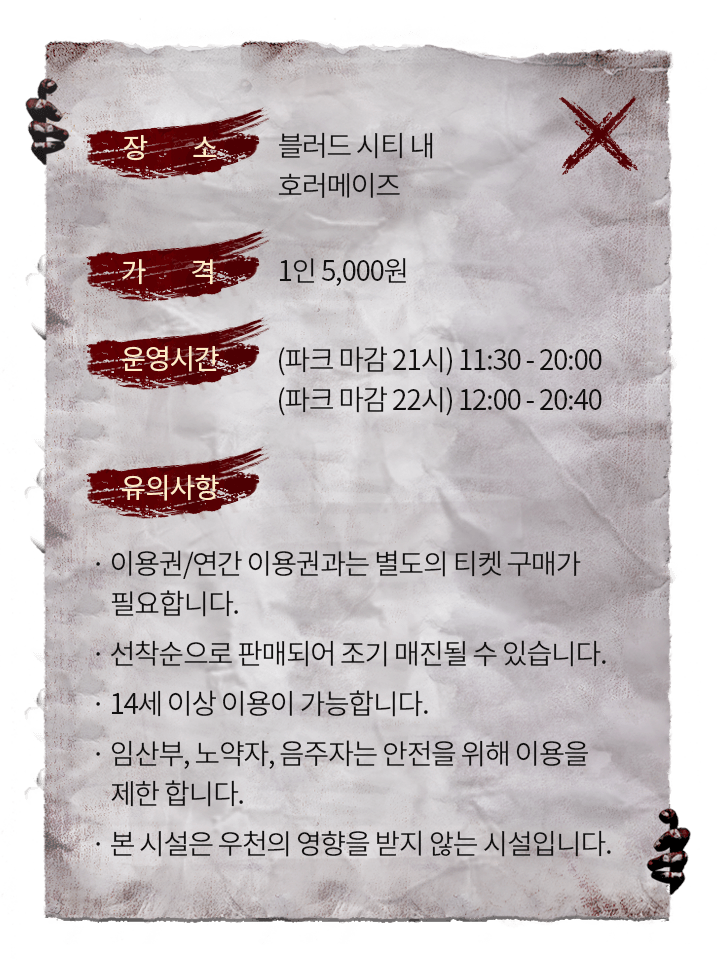 장 소 블러드 시티 내
호러메이즈
가 격 1인 5,000원
운영시간 (파크 마감 21시) 11:30 - 20:00
(파크 마감 22시) 12:00 - 20:40
유의사항
· 이용권/연간 이용권과는 별도의 티켓 구매가
필요합니다.
· 선착순으로 판매되어 조기 매진될 수 있습니다.
· 14세 이상 이용이 가능합니다.
· 임산부, 노약자, 음주자는 안전을 위해 이용을
제한 합니다.
· 본 시설은 우천의 영향을 받지 않는 시설입니다.